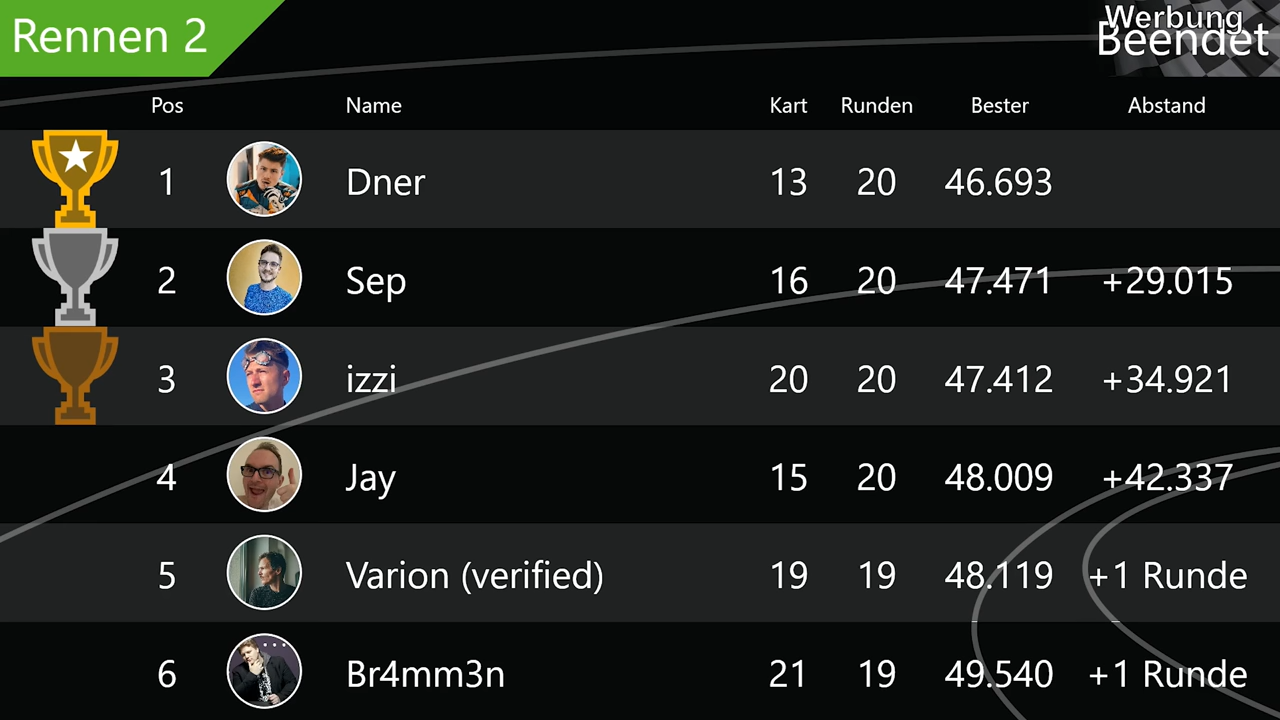 Rennen 2
Werbung
Beendet
Pos Name Kart Runden Bester Abstand
1 Dner 13 20 46.693
2 Sep 16 20 47.471 +29.015
3 izzi 20 20 47.412 +34.921
4 Jay 15 20 48.009 +42.337
5 Varion (verified) 19 19 48.119 +1 Runde
6 Br4mm3n 21 19 49.540 +1 Runde